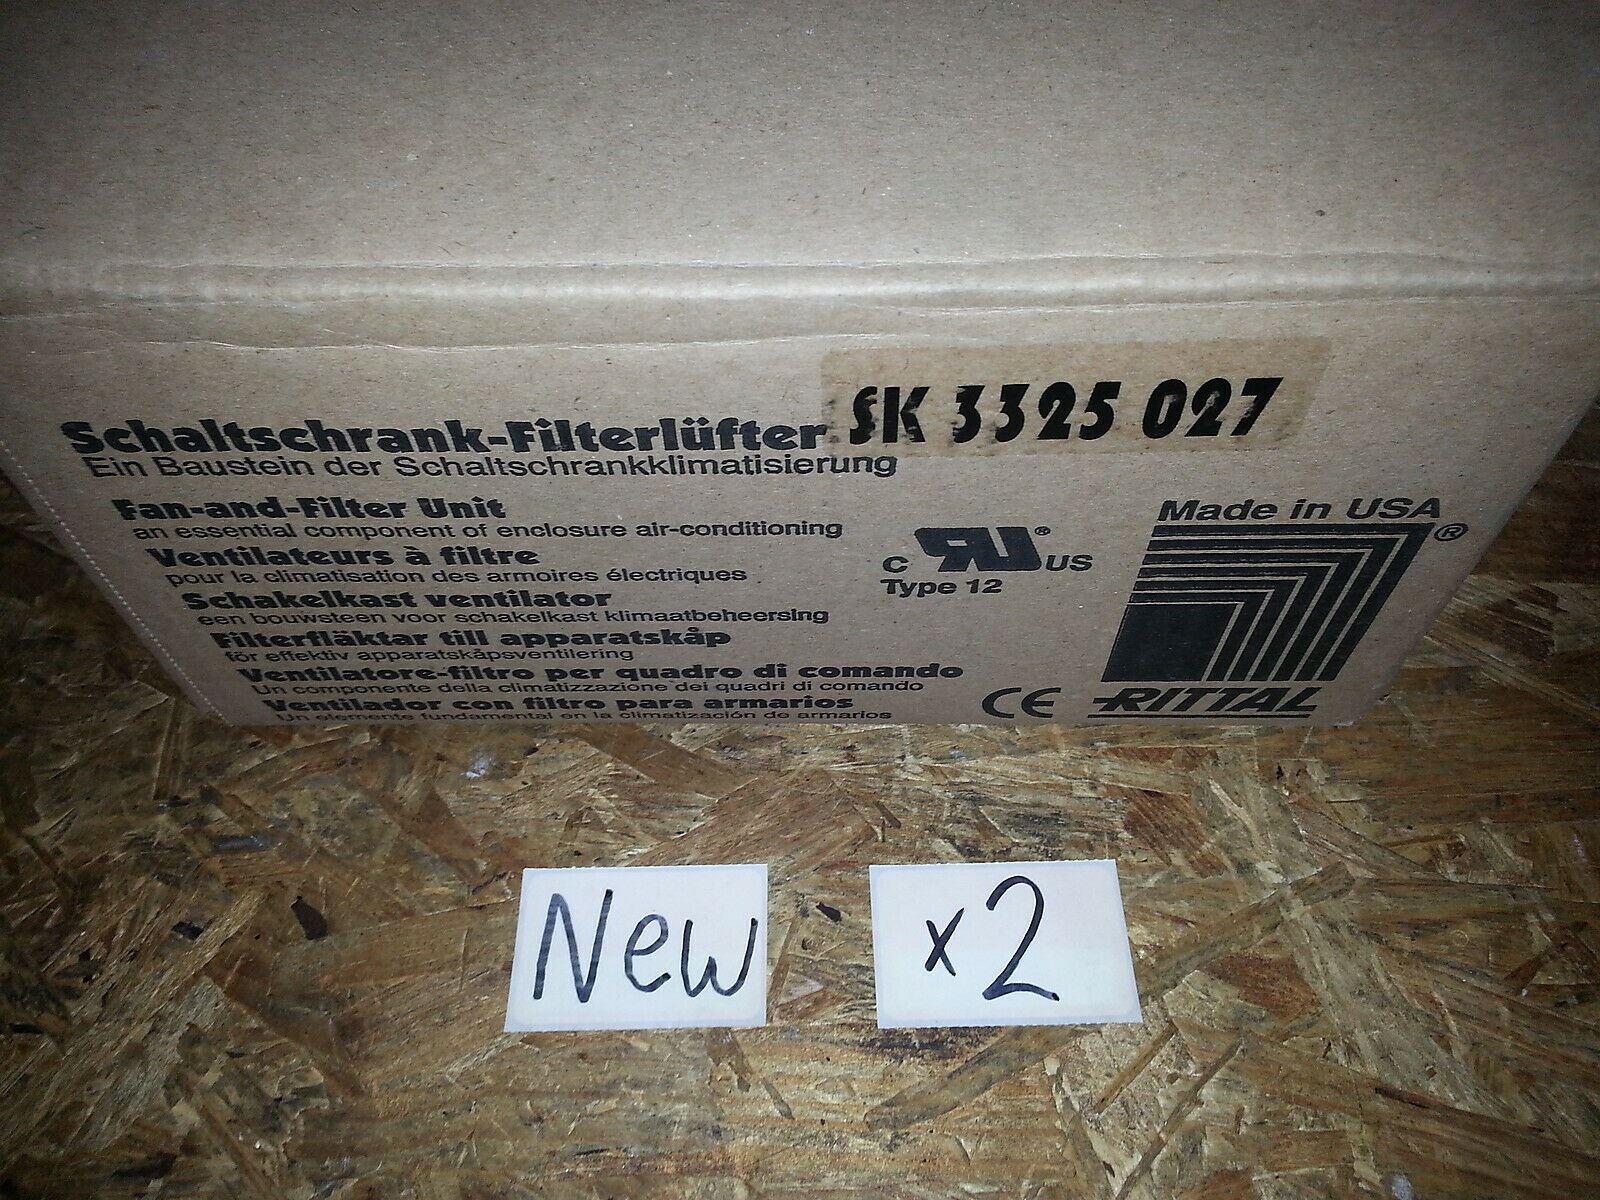 Schaltschrank-Filterlüfter SK 3325 027
Ein Baustein der Schaltschrankklimatisierung
Fan-and-Filter Unit
an essential component of enclosure air-conditioning
Ventilateurs à filtre
pour la climatisation des armoires électriques
Schakelkast ventilator
een bouwsteen voor schakelkast klimaatbeheersing
Filterfläktar till apparatskåp
för effektiv apparatskåpsventilering
Ventilatore-filtro per quadro di comando
Un componente della climatizzazione dei quadri di comando
Ventilador con filtro para armarios
Un elemente fundamental en la climatización de armarios
C RU® US
Type 12
CE
Made in USA
®
RITTAL
New
x2